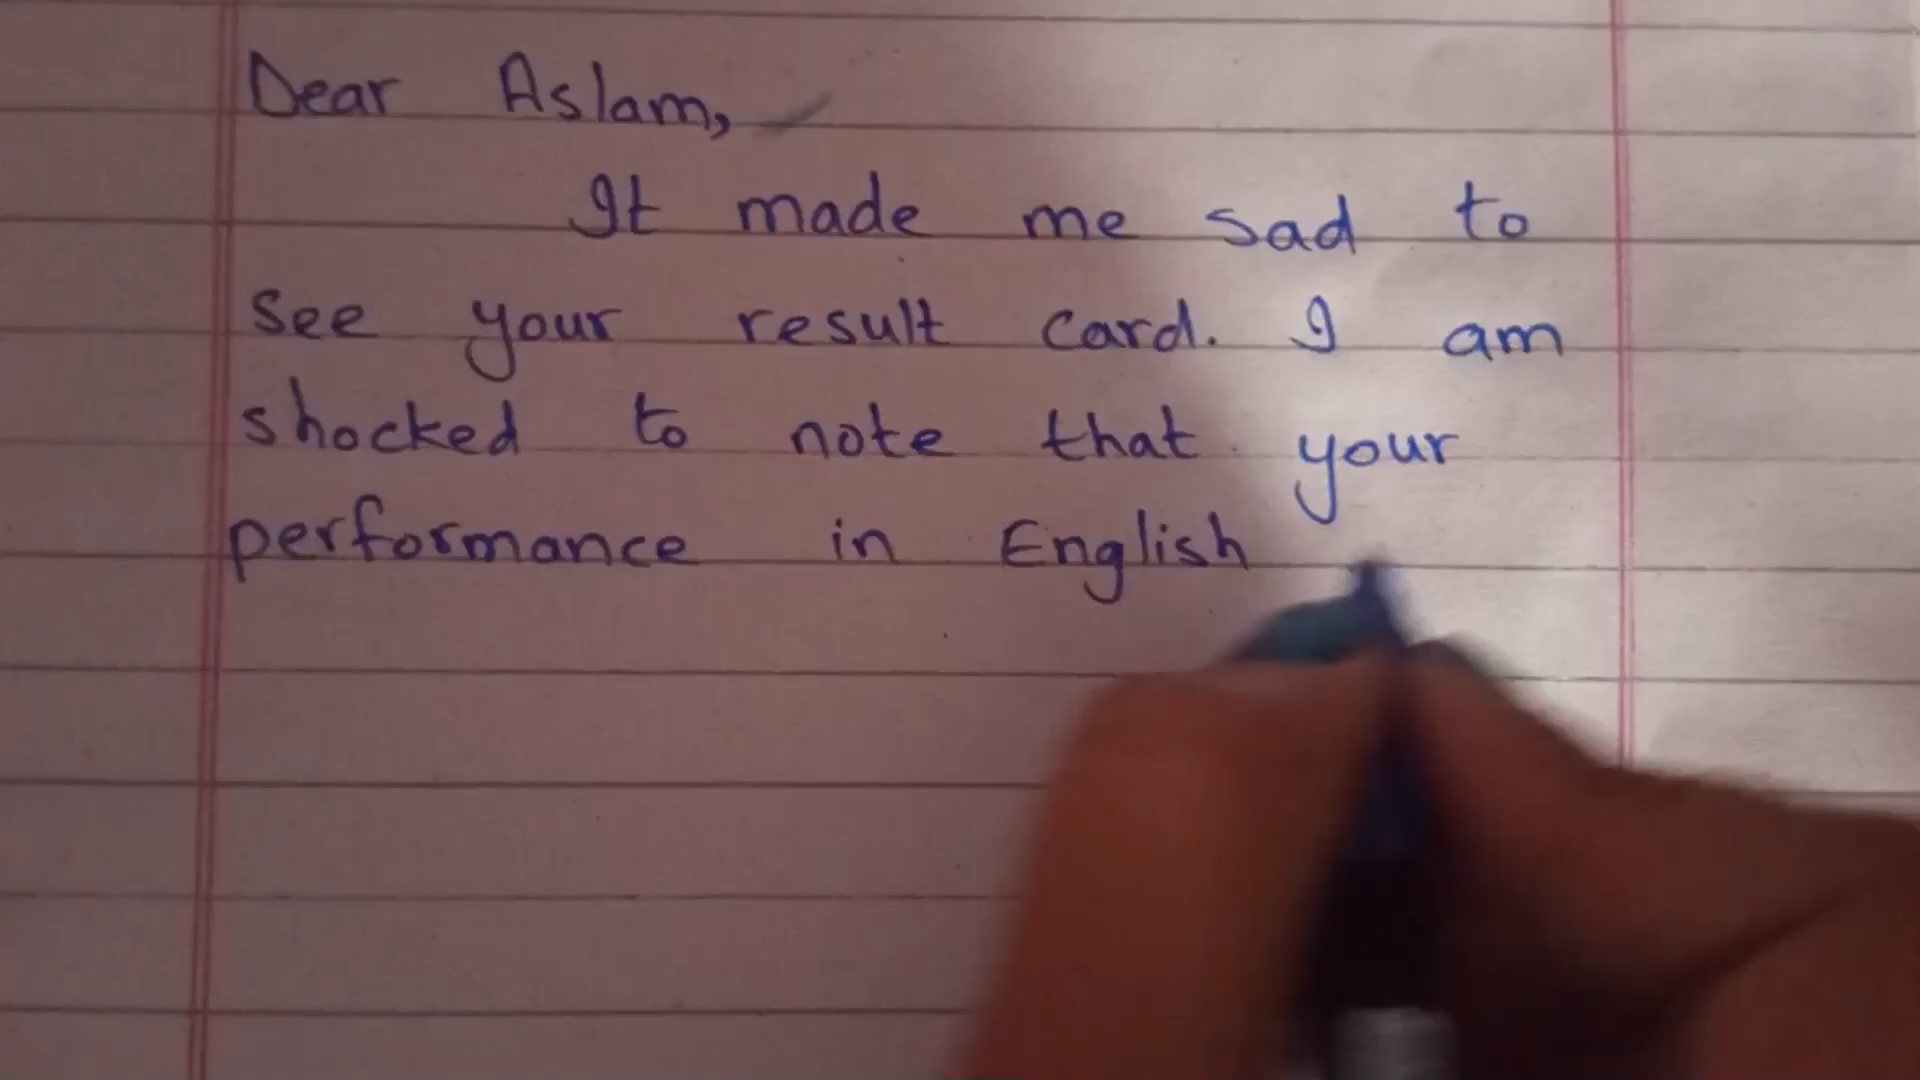 Dear Aslam,
It made me sad to
see your result card. I am
shocked to note that your
performance in English